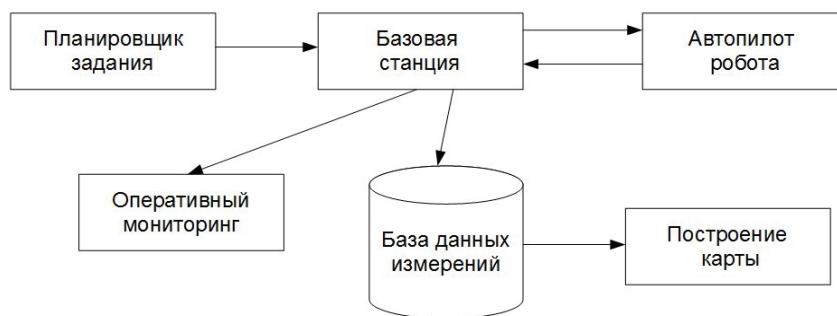 Планировщик
задания
Базовая
станция
Автопилот
робота
Оперативный
мониторинг
База данных
измерений
Построение
карты